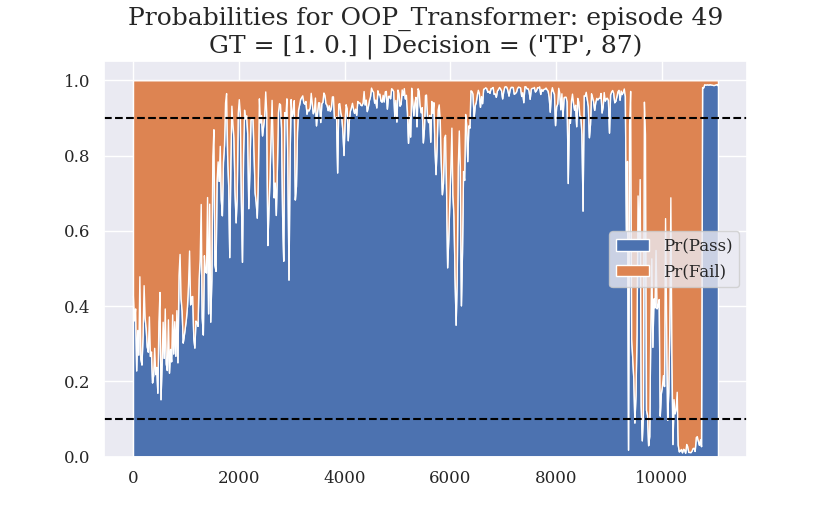 Probabilities for OOP_Transformer: episode 49
GT = [1. 0.] | Decision = ('TP', 87)
1.0
0.8
0.6
0.4
0.2
0.0
Pr(Pass)
Pr(Fail)
0 2000 4000 6000 8000 10000